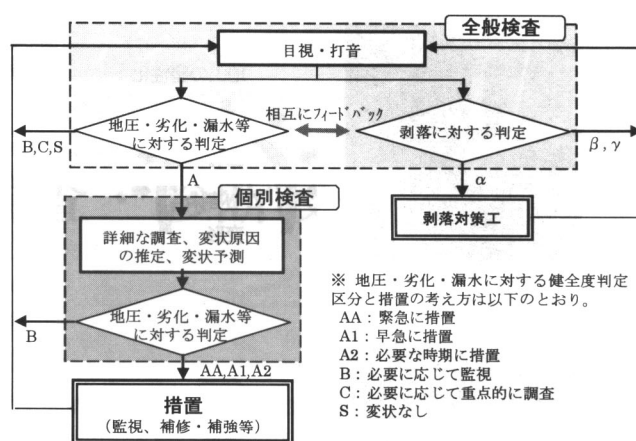 全般検査
目視・打音
地圧・劣化・漏水等
に対する判定
相互にフィードバック
剥落に対する判定
B,C,S
β,γ
A
α
個別検査
剥落対策工
詳細な調査、変状原因
の推定、変状予測
地圧・劣化・漏水等
に対する判定
B
AA,A1,A2
措置
(監視、補修・補強等)
※ 地圧・劣化・漏水に対する健全度判定
区分と措置の考え方は以下のとおり。
AA:緊急に措置
A1:早急に措置
A2:必要な時期に措置
B:必要に応じて監視
C:必要に応じて重点的に調査
S:変状なし